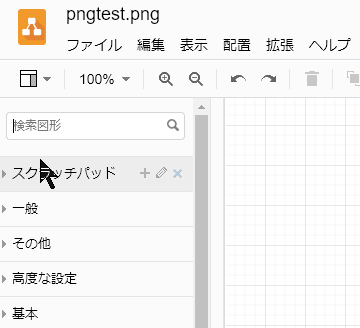 pngtest.png
ファイル 編集 表示 配置 拡張 ヘルプ
100%
検索図形
スクラッチパッド
一般
その他
高度な設定
基本